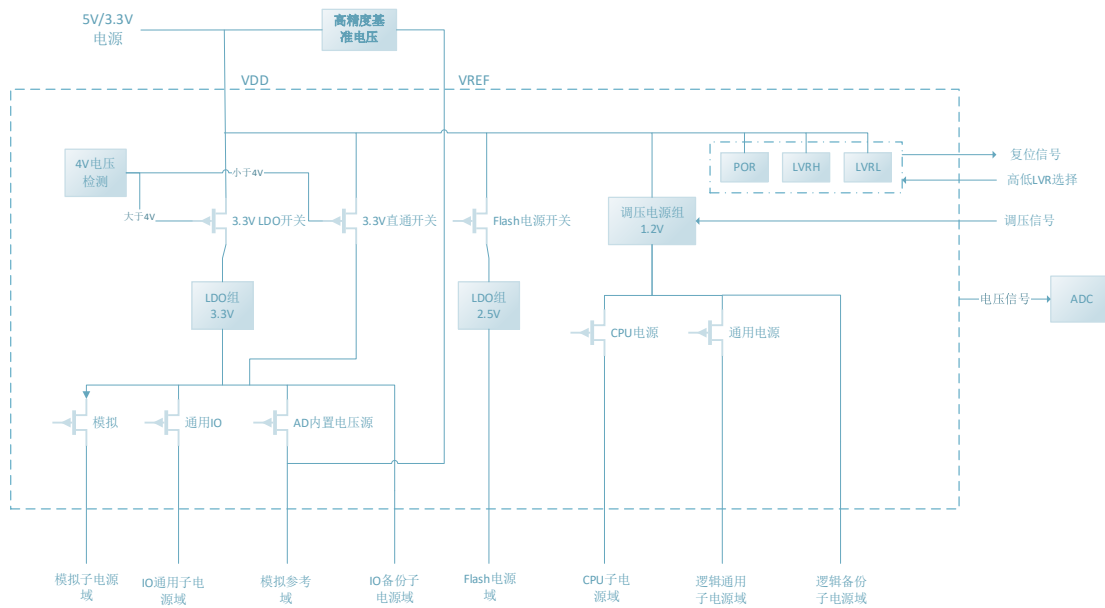 5V/3.3V
电源
高精度基
准电压
VDD
VREF
4V电压
检测
小于4V
大于4V
3.3V LDO开关
3.3V直通开关
Flash电源开关
调压电源组
1.2V
POR
LVRH
LVRL
复位信号
高低LVR选择
调压信号
电压信号
ADC
LDO组
3.3V
LDO组
2.5V
CPU电源
通用电源
模拟
通用IO
AD内置电压源
模拟子电源
域
IO通用子电
源域
模拟参考
域
IO备份子
电源域
Flash电源
域
CPU子电
源域
逻辑通用
子电源域
逻辑备份
子电源域